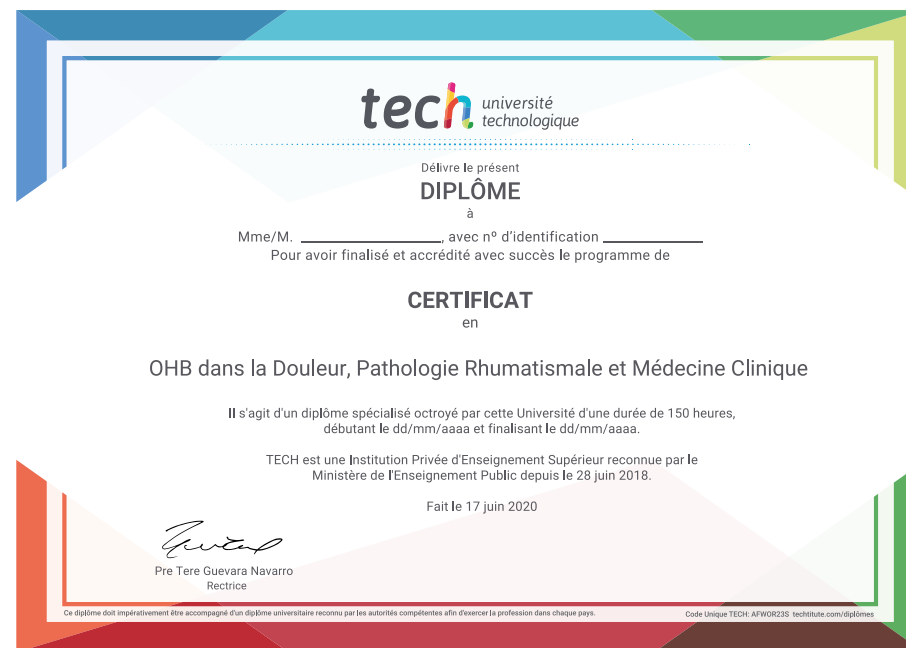 tech université
technologique
Délivre le présent
DIPLÔME
à
Mme/M. ____________________, avec nº d'identification ______________
Pour avoir finalisé et accrédité avec succès le programme de
CERTIFICAT
en
OHB dans la Douleur, Pathologie Rhumatismale et Médecine Clinique
Il s'agit d'un diplôme spécialisé octroyé par cette Université d'une durée de 150 heures,
débutant le dd/mm/aaaa et finalisant le dd/mm/aaaa.
TECH est une Institution Privée d'Enseignement Supérieur reconnue par le
Ministère de l'Enseignement Public depuis le 28 juin 2018.
Fait le 17 juin 2020
Pre Tere Guevara Navarro
Rectrice
Ce diplôme doit impérativement être accompagné d'un diplôme universitaire reconnu par les autorités compétentes afin d'exercer la profession dans chaque pays.
Code Unique TECH: AFWOR23S techtitute.com/diplômes